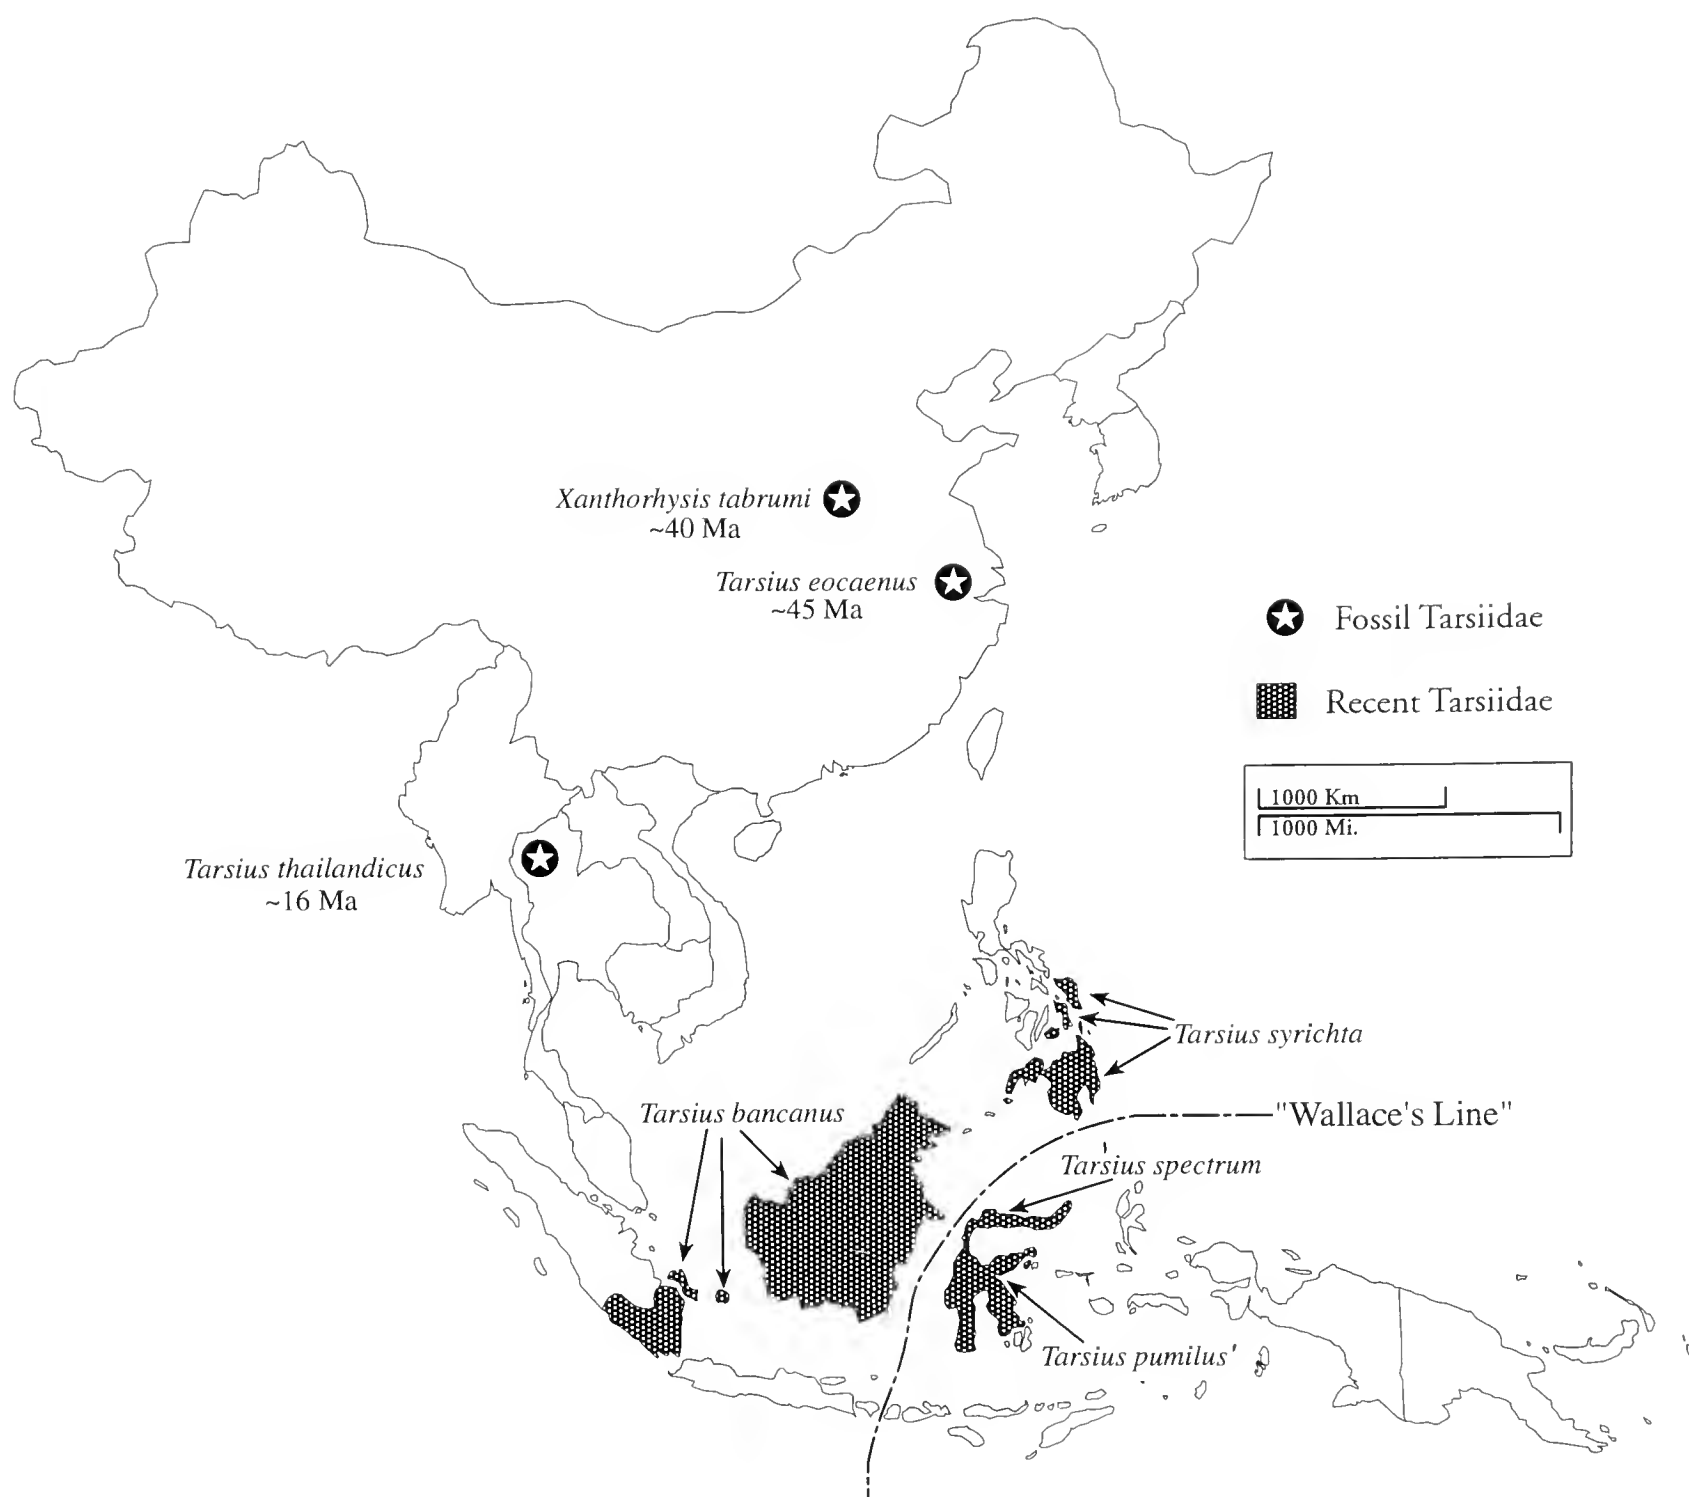 Xanthorhysis tabrumi
~40 Ma
Tarsius eocaenus
~45 Ma
Fossil Tarsiidae
Recent Tarsiidae
1000 Km
1000 Mi.
Tarsius thailandicus
~16 Ma
Tarsius syrichta
Tarsius bancanus
"Wallace's Line"
Tarsius spectrum
Tarsius pumilus'